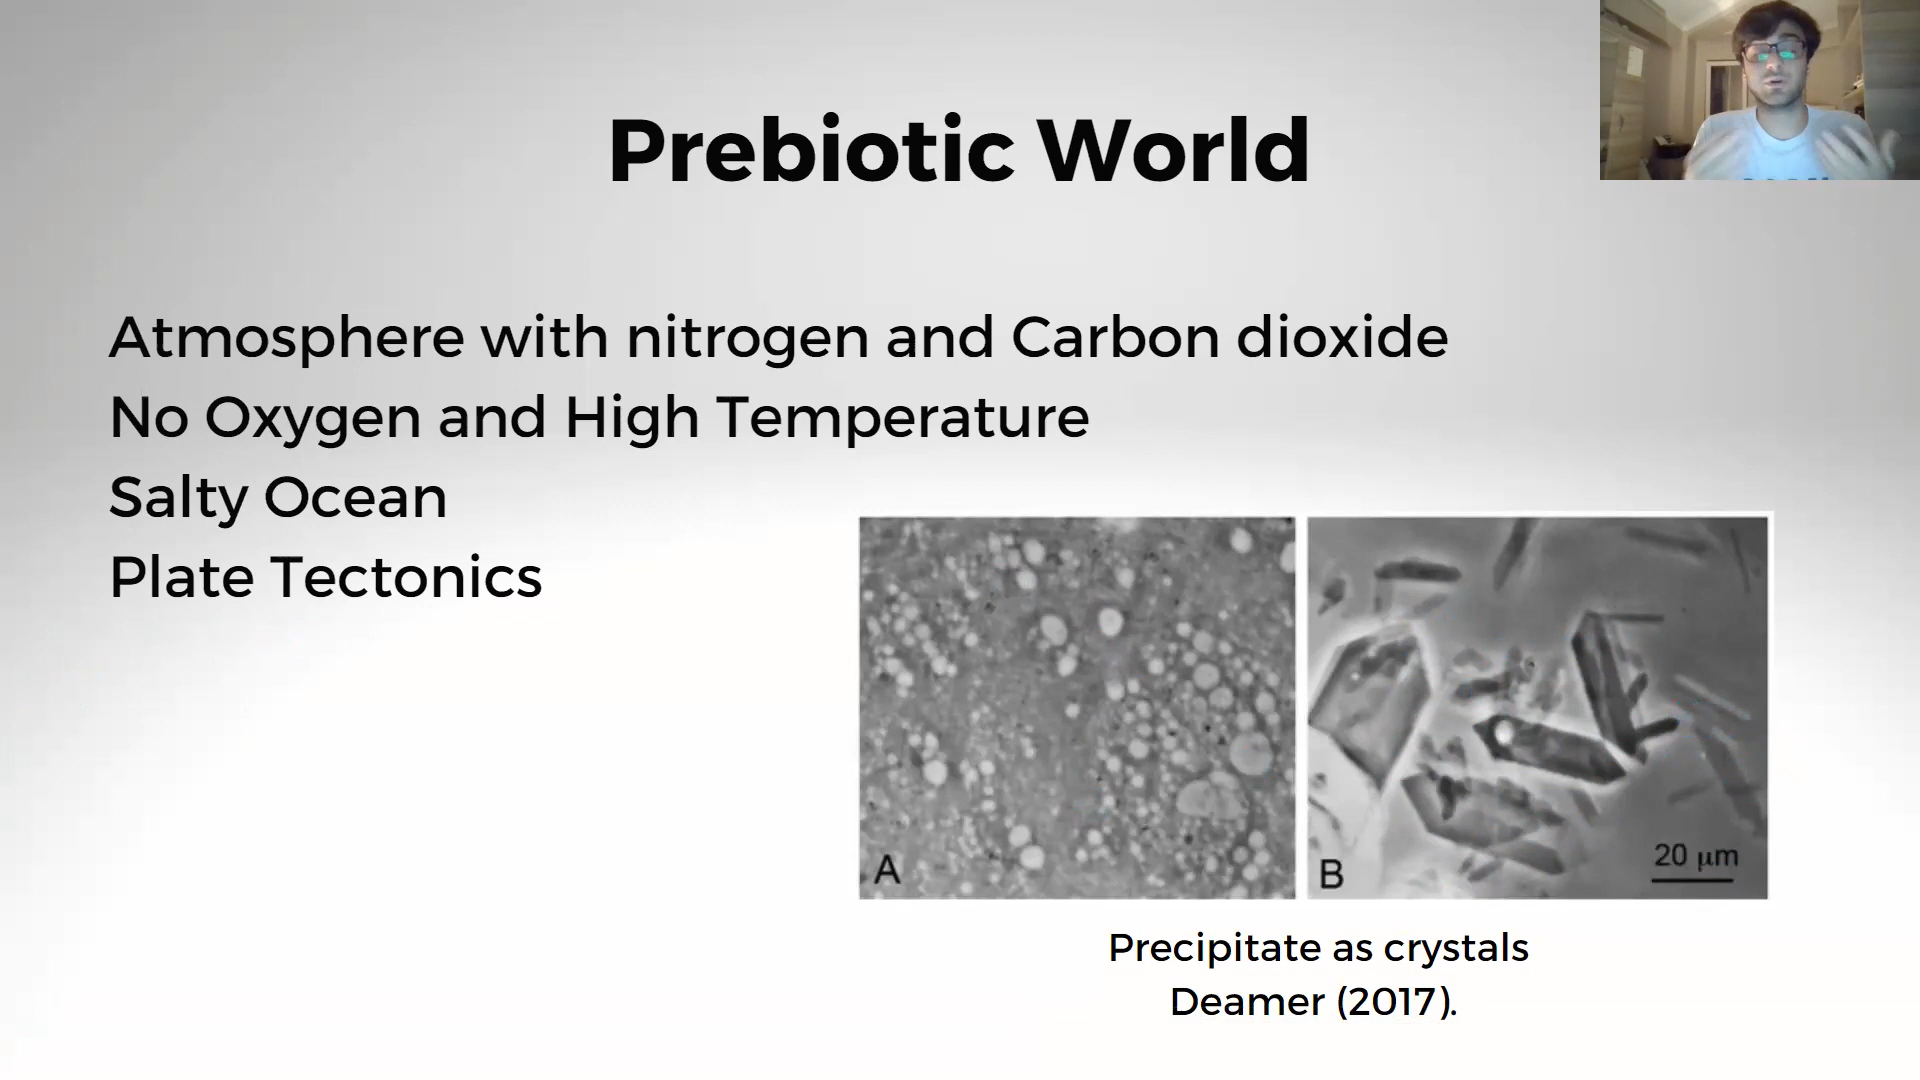 Prebiotic World
Atmosphere with nitrogen and Carbon dioxide
No Oxygen and High Temperature
Salty Ocean
Plate Tectonics
A
B
20 μm
Precipitate as crystals
Deamer (2017).